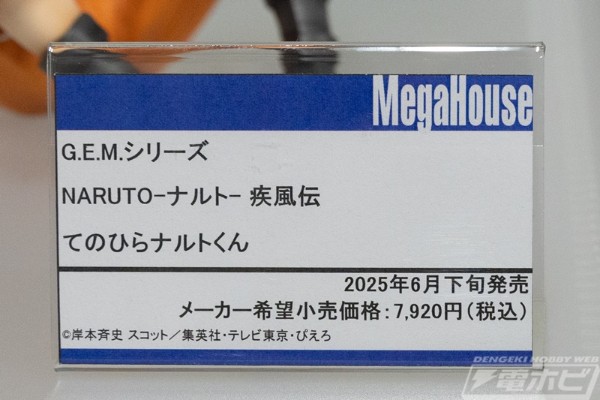 MegaHouse
G.E.M.シリーズ
NARUTO-ナルト- 疾風伝
てのひらナルトくん
2025年6月下旬発売
メーカー希望小売価格：7,920円（税込）
©岸本斉史 スコット／集英社・テレビ東京・ぴえろ
DENGEKI HOBBY WEB
電ホビ